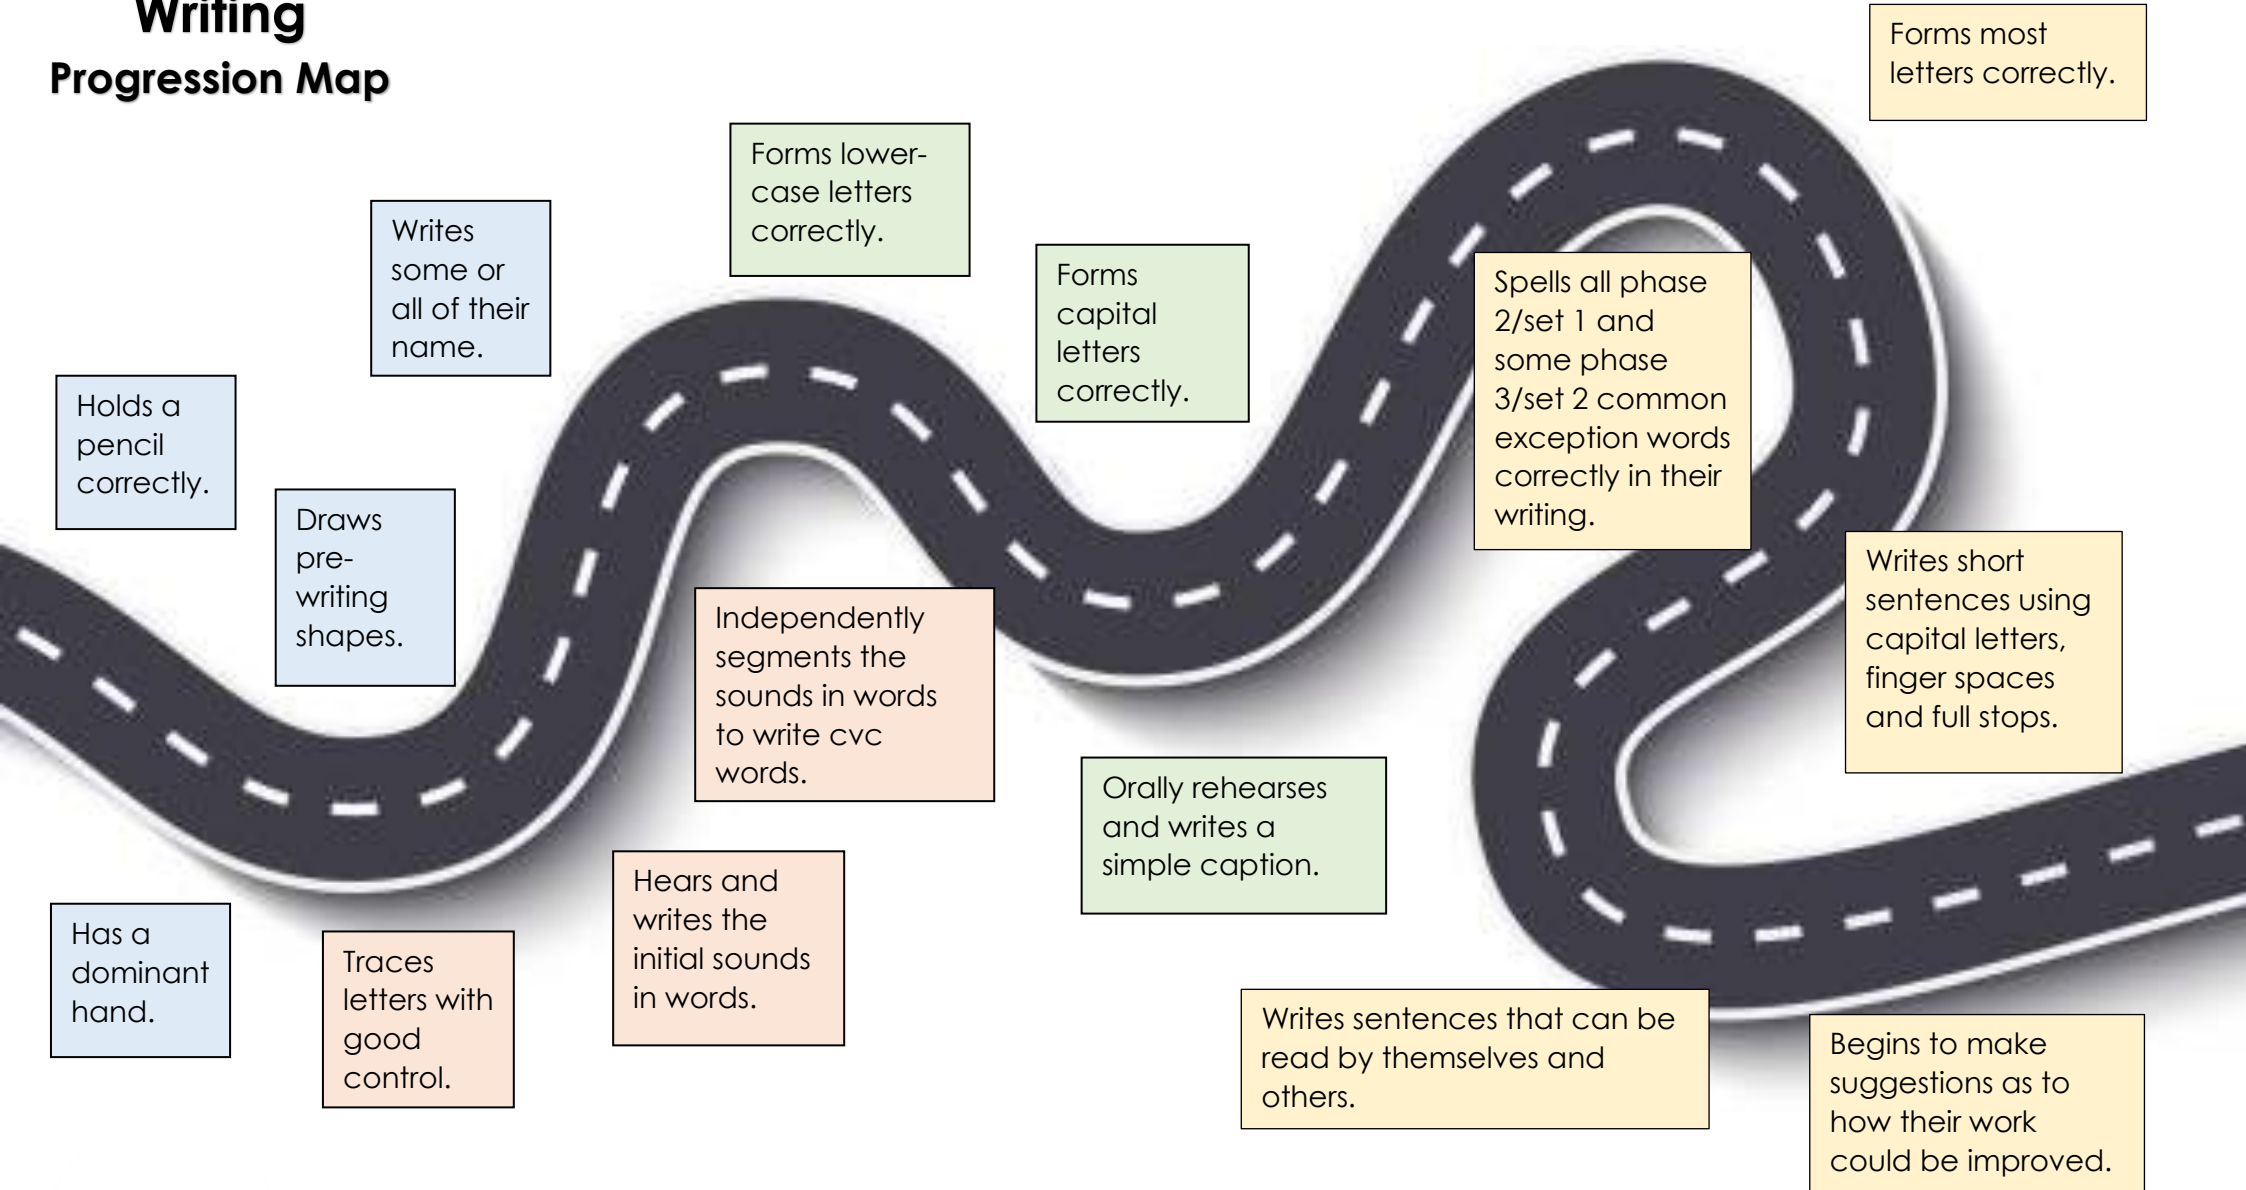 Writing
Progression Map
Holds a
pencil
correctly.
Has a
dominant
hand.
Draws
pre-
writing
shapes.
Writes
some or
all of their
name.
Traces
letters with
good
control.
Hears and
writes the
initial sounds
in words.
Independently
segments the
sounds in words
to write cvc
words.
Forms lower-
case letters
correctly.
Forms
capital
letters
correctly.
Orally rehearses
and writes a
simple caption.
Forms most
letters correctly.
Spells all phase
2/set 1 and
some phase
3/set 2 common
exception words
correctly in their
writing.
Writes short
sentences using
capital letters,
finger spaces
and full stops.
Writes sentences that can be
read by themselves and
others.
Begins to make
suggestions as to
how their work
could be improved.